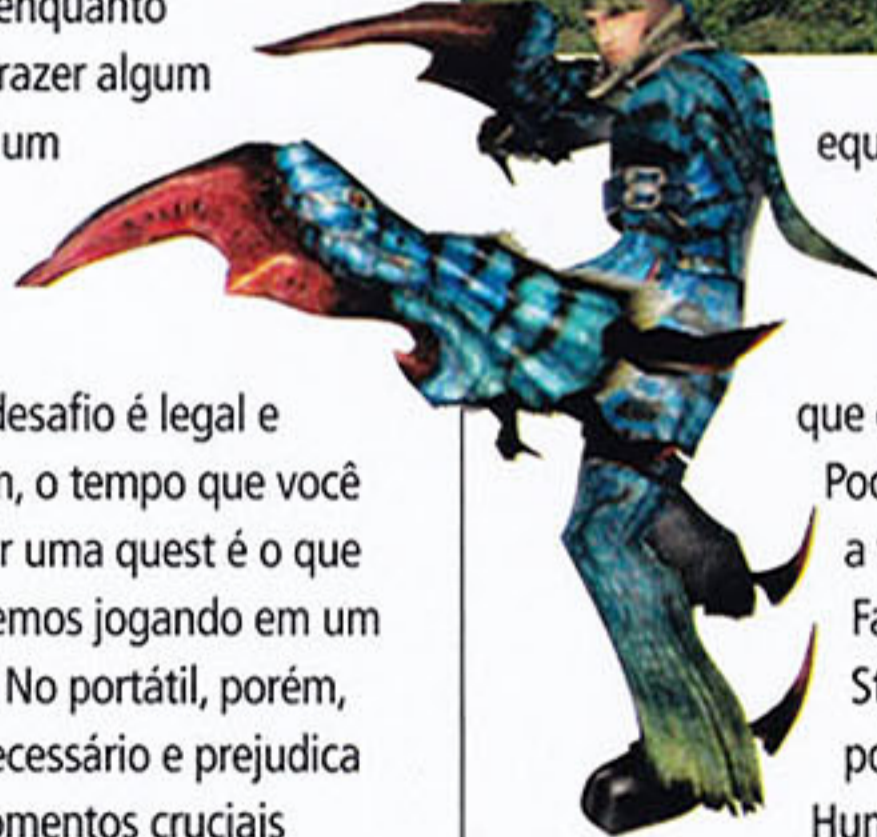 enquanto
razer algum
um
desafio é legal e
o tempo que você
uma quest é o que
emos jogando em um
No portátil, porém,
ecessário e prejudica
omentos cruciais
equ
que
Poc
a
Fa
St
po
Hun